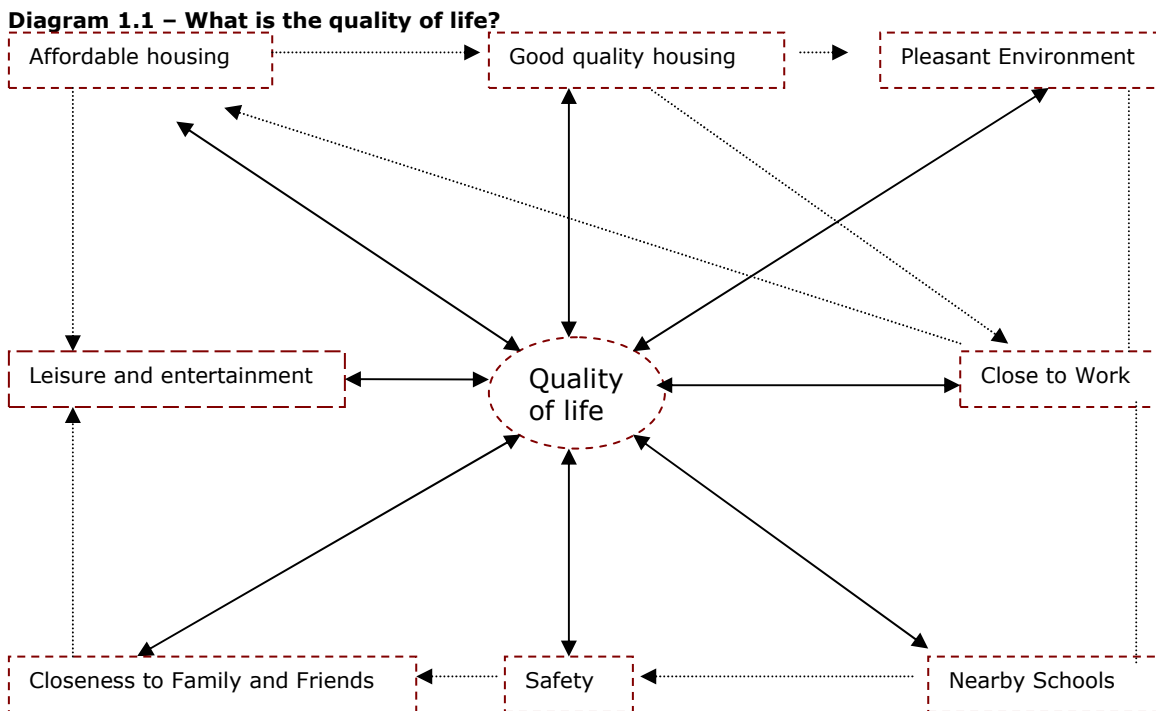 Diagram 1.1 – What is the quality of life?
Affordable housing
Good quality housing
Pleasant Environment
Leisure and entertainment
Quality
of life
Close to Work
Closeness to Family and Friends
Safety
Nearby Schools